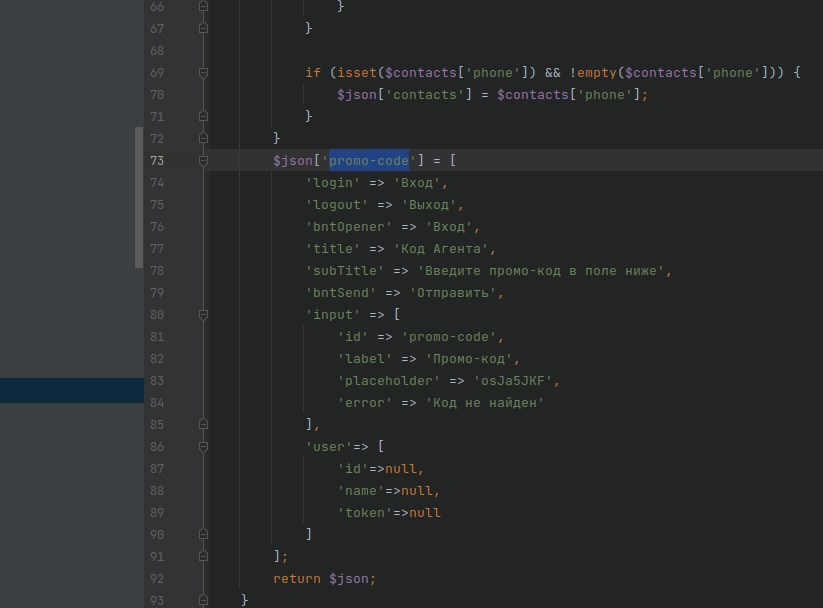 66 }
67 }
68
69 if (isset($contacts['phone']) && !empty($contacts['phone'])) {
70 $json['contacts'] = $contacts['phone'];
71 }
72 }
73 $json['promo-code'] = [
74 'login' => 'Вход',
75 'logout' => 'Выход',
76 'bntOpener' => 'Вход',
77 'title' => 'Код Агента',
78 'subTitle' => 'Введите промо-код в поле ниже',
79 'bntSend' => 'Отправить',
80 'input' => [
81 'id' => 'promo-code',
82 'label' => 'Промо-код',
83 'placeholder' => 'osJa5JKF',
84 'error' => 'Код не найден'
85 ],
86 'user'=> [
87 'id'=>null,
88 'name'=>null,
89 'token'=>null
90 ]
91 ];
92 return $json;
93 }